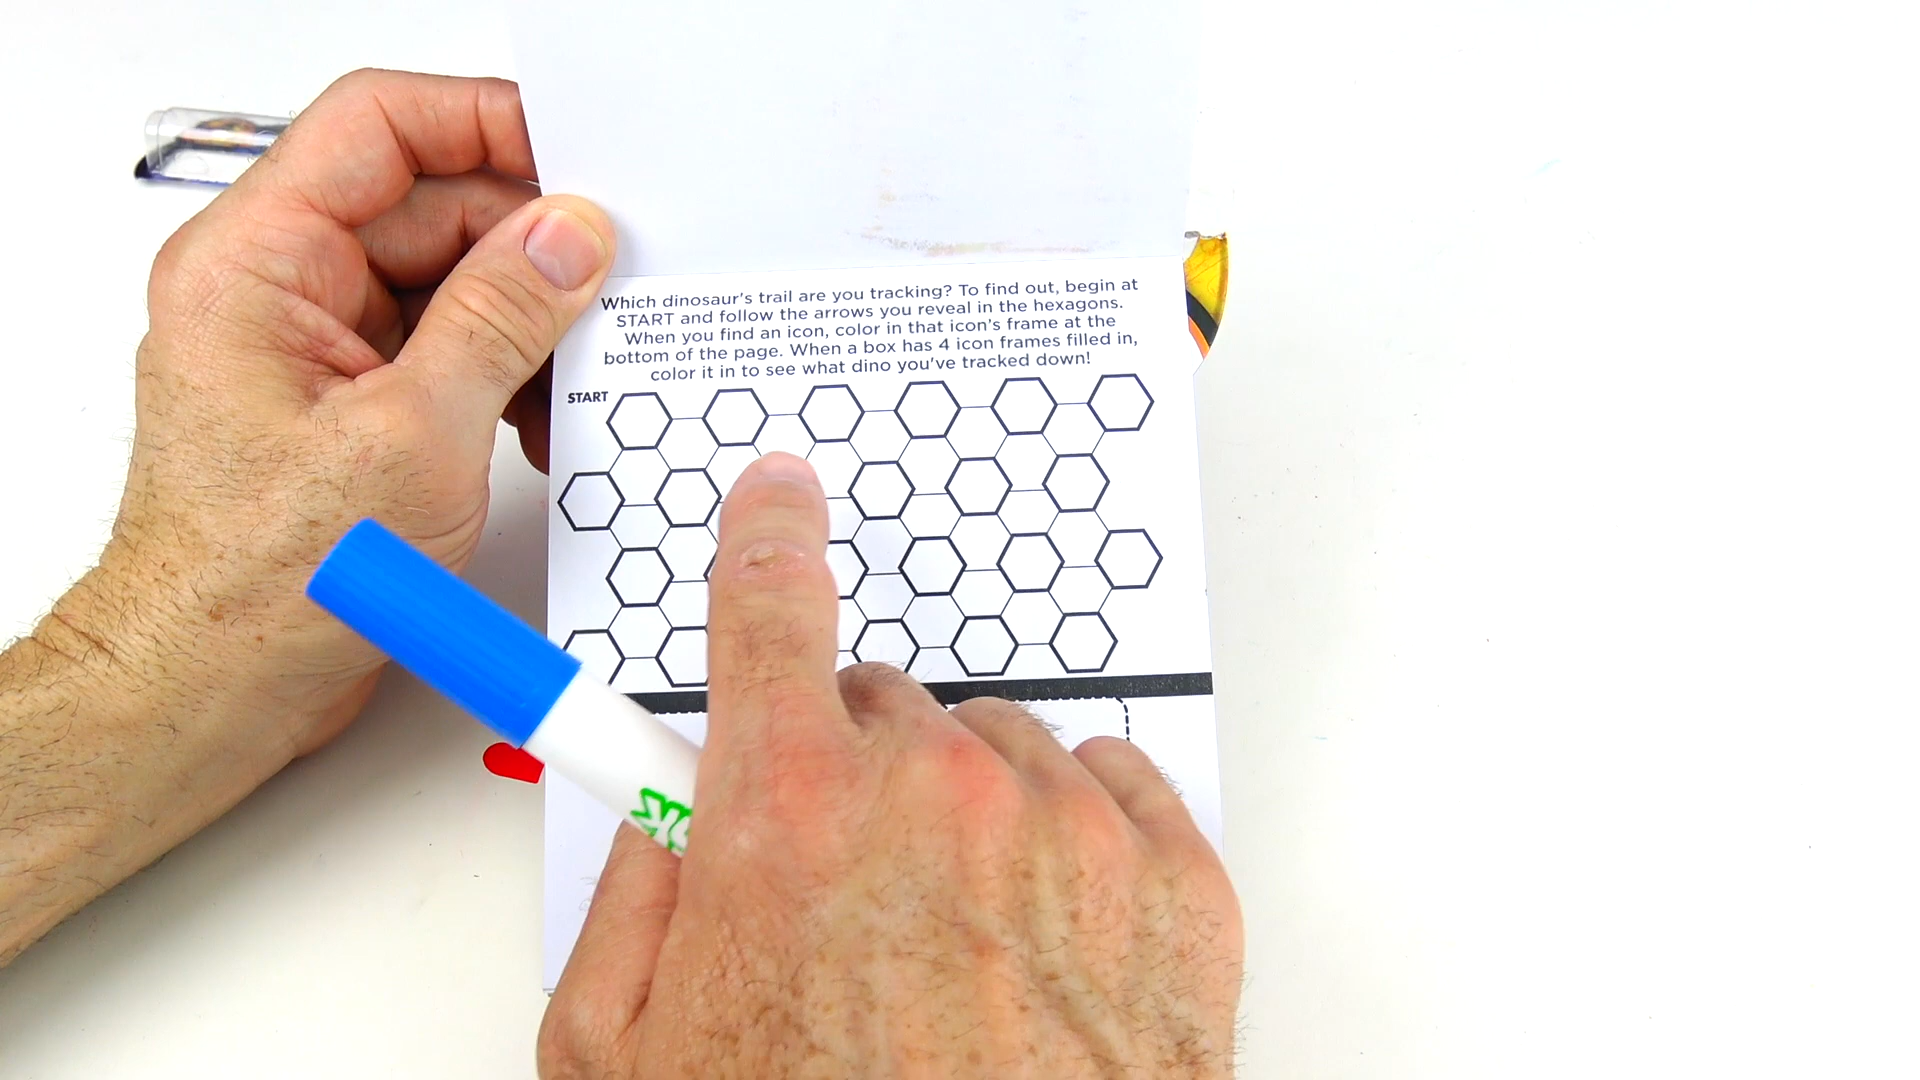 Which dinosaur's trail are you tracking? To find out, begin at
START and follow the arrows you reveal in the hexagons.
When you find an icon, color in that icon's frame at the
bottom of the page. When a box has 4 icon frames filled in,
color it in to see what dino you've tracked down!
START